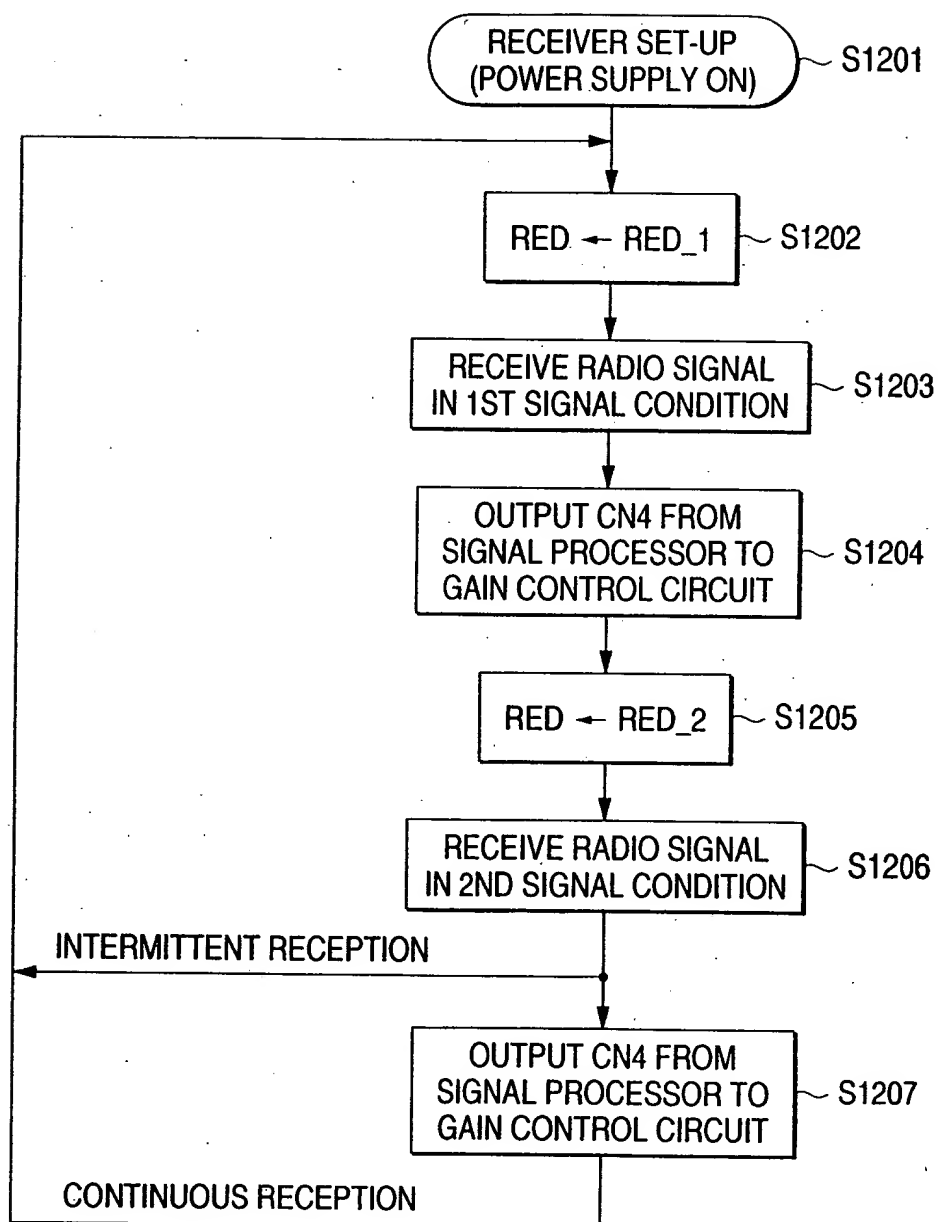 RECEIVER SET-UP
(POWER SUPPLY ON)
S1201
RED ← RED_1
S1202
RECEIVE RADIO SIGNAL
IN 1ST SIGNAL CONDITION
S1203
OUTPUT CN4 FROM
SIGNAL PROCESSOR TO
GAIN CONTROL CIRCUIT
S1204
RED ← RED_2
S1205
RECEIVE RADIO SIGNAL
IN 2ND SIGNAL CONDITION
S1206
INTERMITTENT RECEPTION
OUTPUT CN4 FROM
SIGNAL PROCESSOR TO
GAIN CONTROL CIRCUIT
S1207
CONTINUOUS RECEPTION